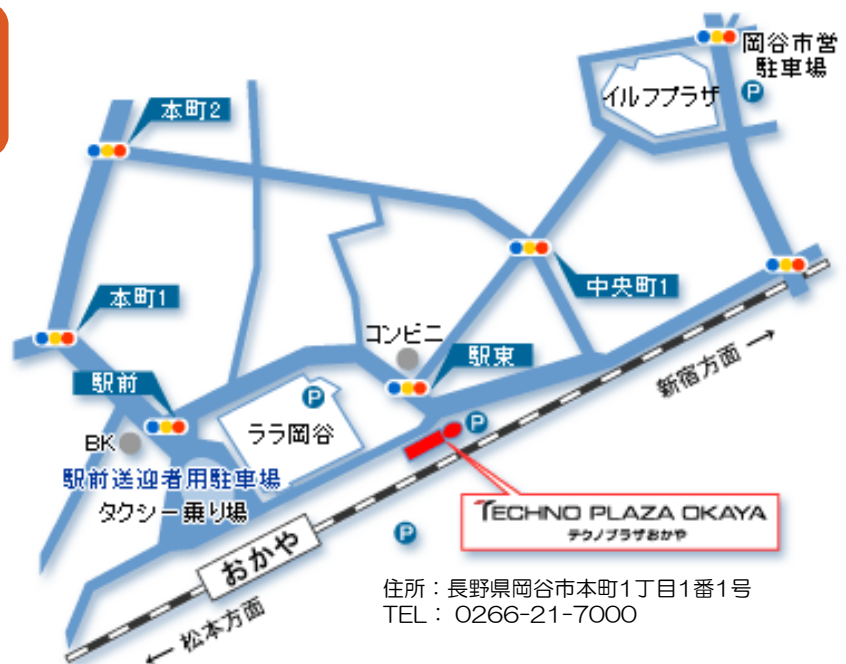 岡谷市営
駐車場
P
イルフプラザ
本町2
中央町1
本町1
コンビニ
駅東
新宿方面 →
駅前
P
ララ岡谷
P
BK
駅前送迎者用駐車場
タクシー乗り場
TECHNO PLAZA OKAYA
テクノプラザおかや
P
おかや
住所：長野県岡谷市本町1丁目1番1号
TEL： 0266-21-7000
← 松本方面